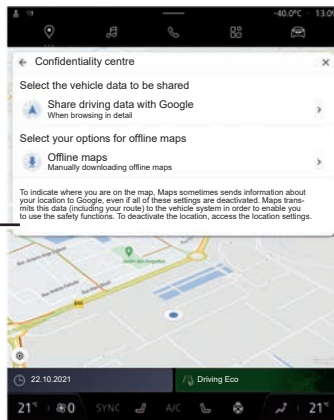 -40.0°C 13:09
Confidentiality centre
Select the vehicle data to be shared
Share driving data with Google
When browsing in detail
Select your options for offline maps
Offline maps
Manually downloading offline maps
To indicate where you are on the map, Maps sometimes sends information about
your location to Google, even if all of these settings are deactivated. Maps trans-
mits this data (including your route) to the vehicle system in order to enable you
to use the safety functions. To deactivate the location, access the location settings.
22.10.2021 Driving Eco
21° 0 SYNC A/C 21°